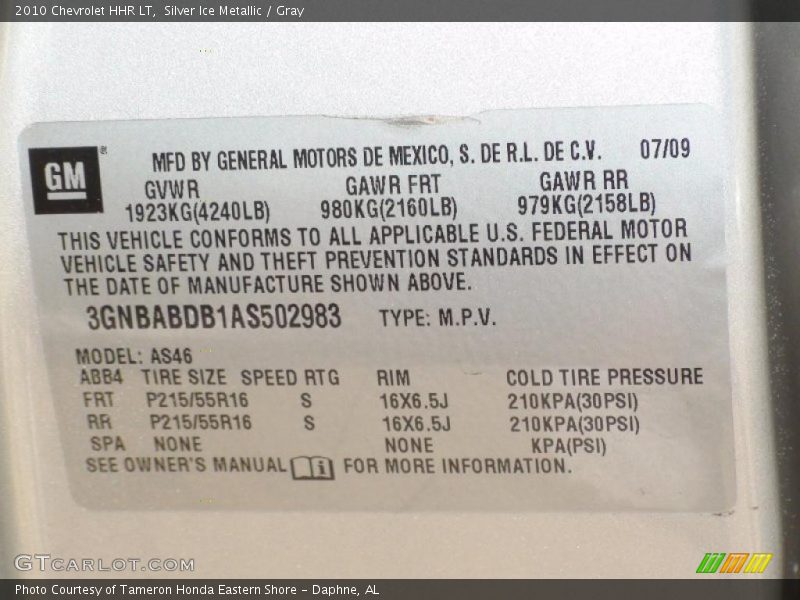 2010 Chevrolet HHR LT,  Silver Ice Metallic / Gray
GM
MFD BY GENERAL MOTORS DE MEXICO, S. DE R.L. DE C.V. 07/09
GVWR GAWR FRT GAWR RR
1923KG(4240LB) 980KG(2160LB) 979KG(2158LB)
THIS VEHICLE CONFORMS TO ALL APPLICABLE U.S. FEDERAL MOTOR
VEHICLE SAFETY AND THEFT PREVENTION STANDARDS IN EFFECT ON
THE DATE OF MANUFACTURE SHOWN ABOVE.
3GNBABDB1AS502983 TYPE: M.P.V.
MODEL: AS46
ABB4 TIRE SIZE SPEED RTG RIM COLD TIRE PRESSURE
FRT P215/55R16 S 16X6.5J 210KPA(30PSI)
RR P215/55R16 S 16X6.5J 210KPA(30PSI)
SPA NONE NONE KPA(PSI)
SEE OWNER'S MANUAL FOR MORE INFORMATION.
GTCARLOT.COM
Photo Courtesy of Tameron Honda Eastern Shore – Daphne, AL